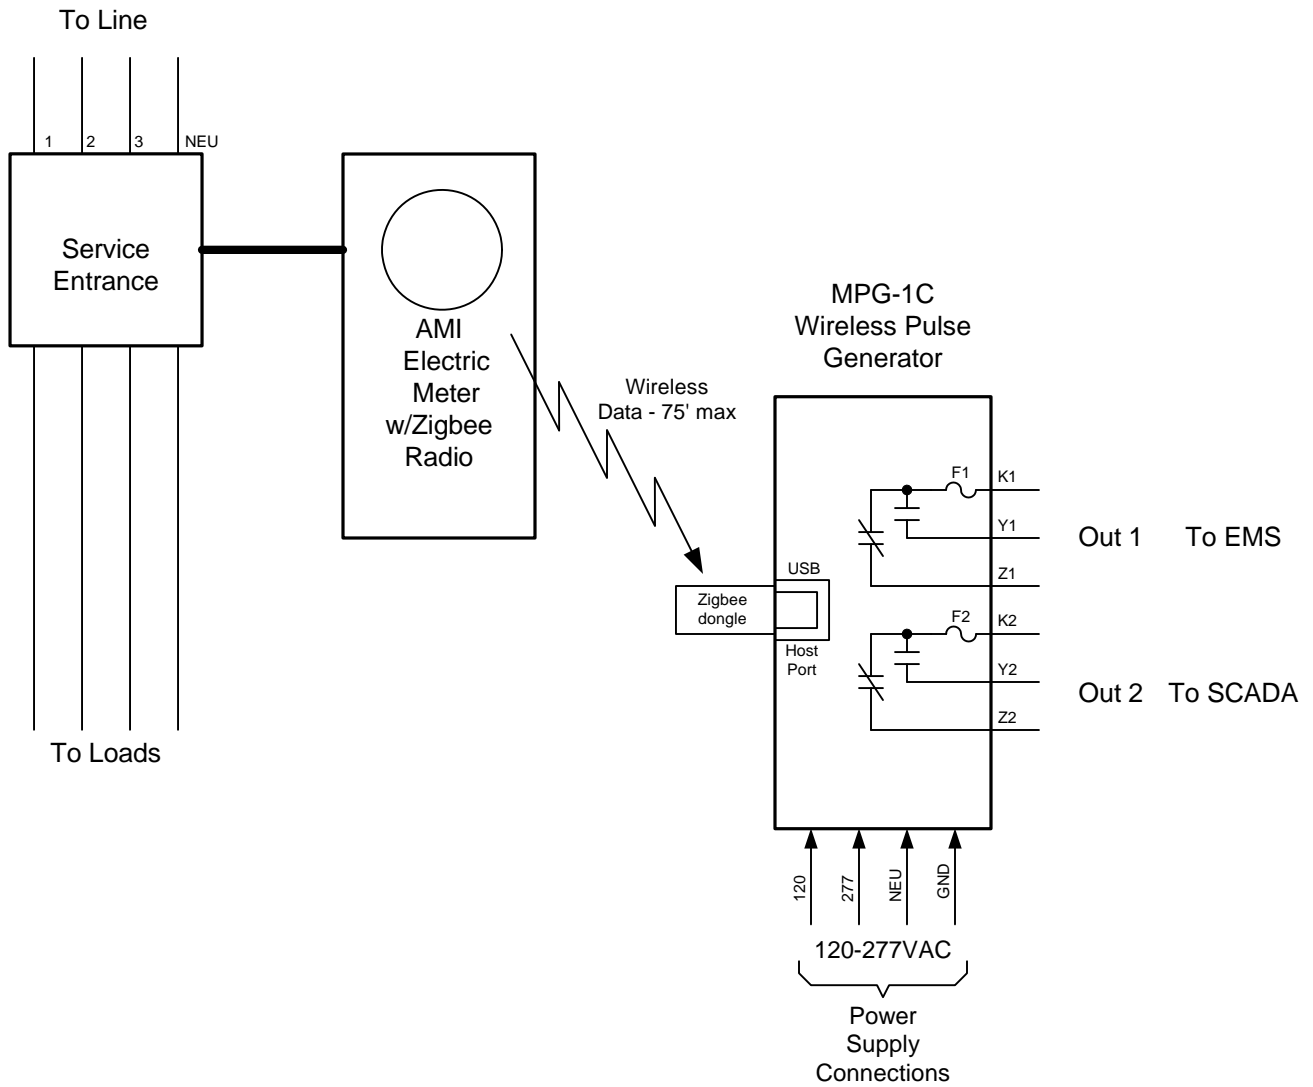 To Line
1 2 3 NEU
Service
Entrance
AMI
Electric
Meter
w/Zigbee
Radio
Wireless
Data - 75' max
MPG-1C
Wireless Pulse
Generator
F1 K1
Y1
Z1
Out 1 To EMS
USB
Zigbee
dongle
Host
Port
F2 K2
Y2
Z2
Out 2 To SCADA
To Loads
120 277 NEU GND
120-277VAC
Power
Supply
Connections